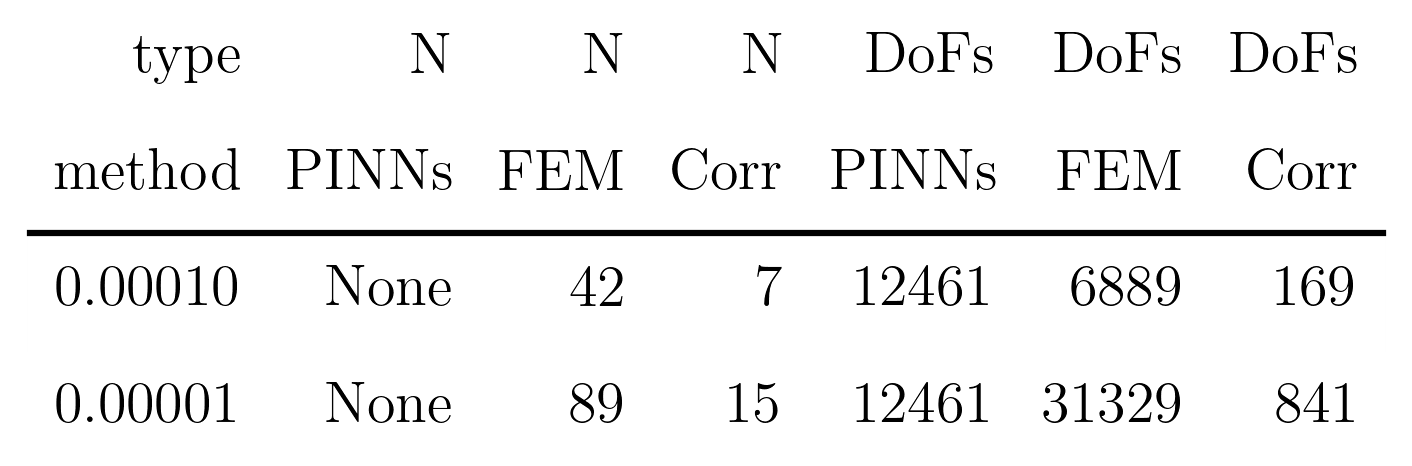 type N N N DoFs DoFs DoFs
method PINNs FEM Corr PINNs FEM Corr
0.00010 None 42 7 12461 6889 169
0.00001 None 89 15 12461 31329 841